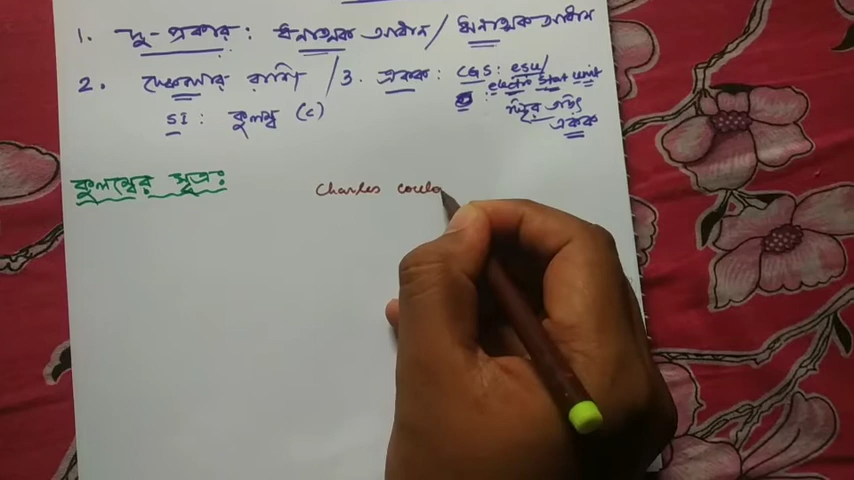 1. দু-প্রকার: ধনাত্মক আধান / ঋনাত্মক আধান
2. স্কেলার রাশি / 3. একক: CGS: esu/
: electro stat unit
SI: কুলম্ব (C) স্থির তড়িৎ
একক
কুলম্বের সূত্র:
Charles coulo